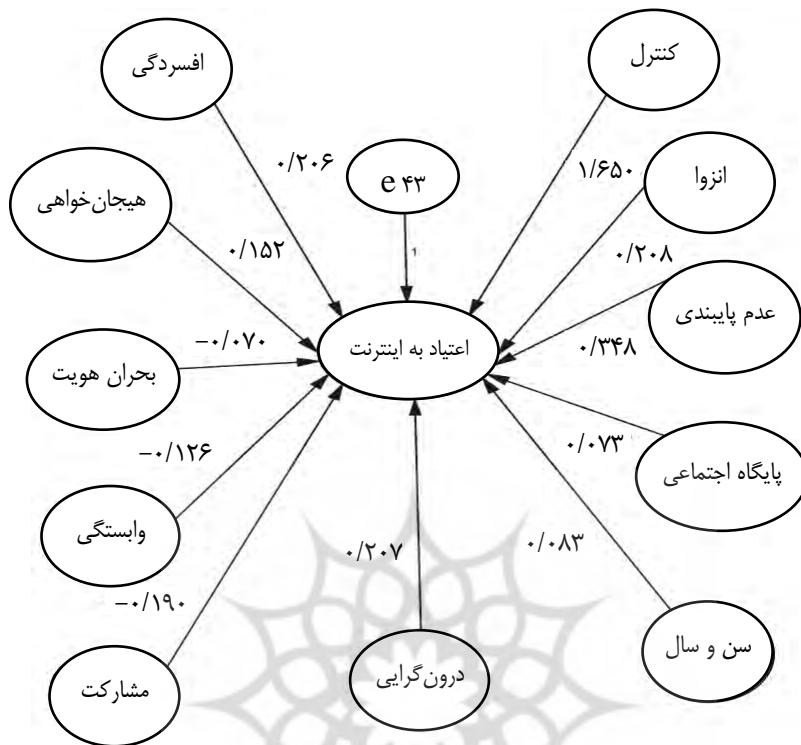 کنترل
افسردگی
۰/۲۰۶
e ۴۳
۱/۶۵۰
انزوا
هیجان‌خواهی
۰/۱۵۲
۱
۰/۲۰۸
عدم پایبندی
اعتیاد به اینترنت
۰/۳۴۸
−۰/۰۷۰
بحران هویت
−۰/۱۲۶
۰/۰۷۳
پایگاه اجتماعی
وابستگی
۰/۲۰۷
۰/۰۸۳
−۰/۱۹۰
سن و سال
درون‌گرایی
مشارکت